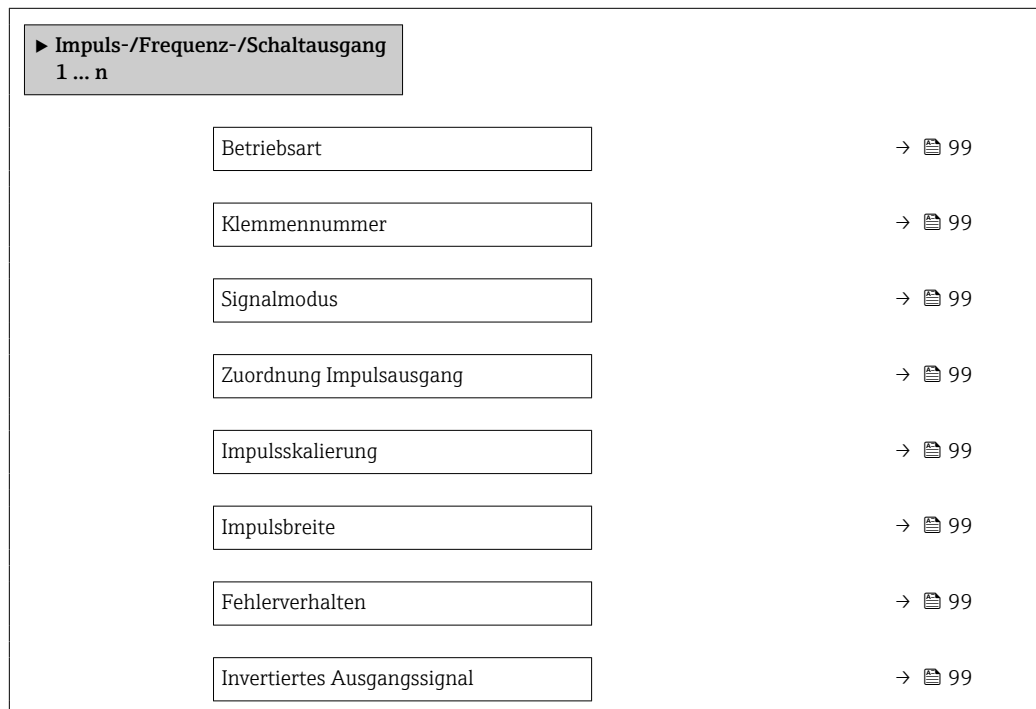 ► Impuls-/Frequenz-/Schaltausgang
1 ... n
Betriebsart → 99
Klemmennummer → 99
Signalmodus → 99
Zuordnung Impulsausgang → 99
Impulsskalierung → 99
Impulsbreite → 99
Fehlerverhalten → 99
Invertiertes Ausgangssignal → 99